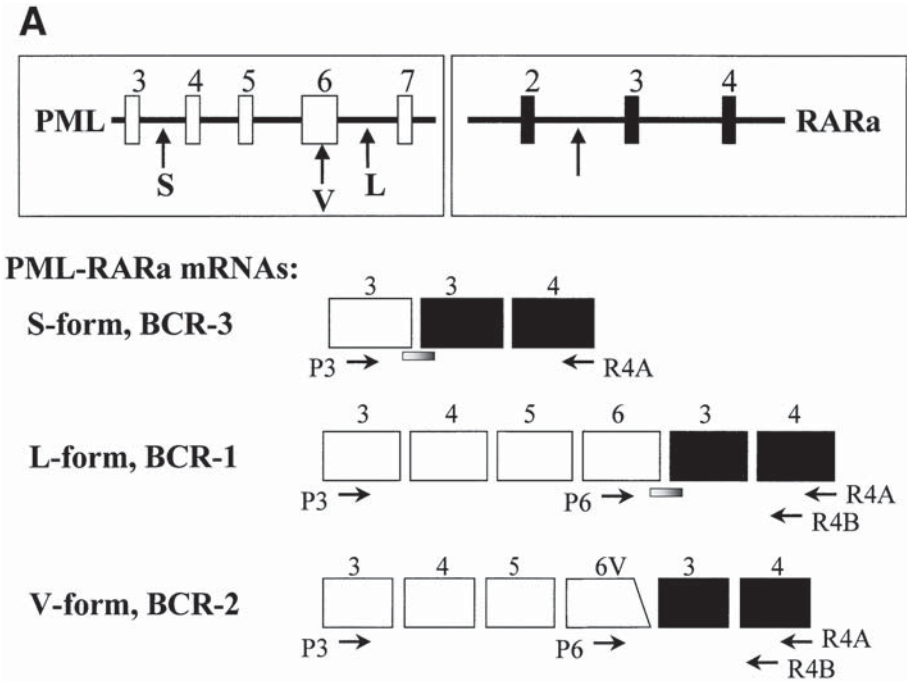 A
3 4 5 6 7 2 3 4
PML RARa
S V L
PML-RARa mRNAs:
3 3 4
S-form, BCR-3
P3 R4A
3 4 5 6 3 4
L-form, BCR-1
P3 P6 R4A
R4B
3 4 5 6V 3 4
V-form, BCR-2
P3 P6 R4A
R4B